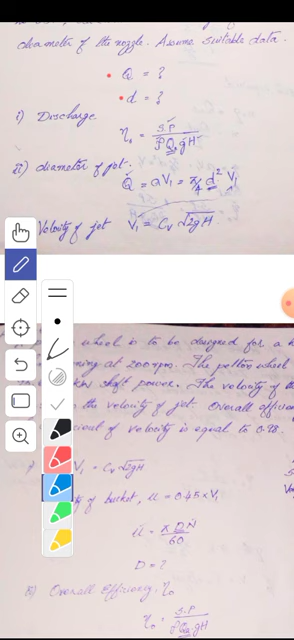 diameter of the nozzle. Assume suitable data.
Q = ?
d = ?
i) Discharge
η₀ = S.P / ρQgH
ii) diameter of jet.
Q = aV₁ = π/4 d² V₁
Velocity of jet V₁ = Cv √2gH
wheel is to be designed for a
running at 200 rpm. The pelton wheel
shaft power. The velocity of the
the velocity of jet. Overall
of velocity is equal to 0.98.
V₁ = Cv √2gH
of bucket, u = 0.45 × V₁
u = πDN / 60
D = ?
ii) Overall Efficiency, η₀
η₀ = S.P / ρQgH